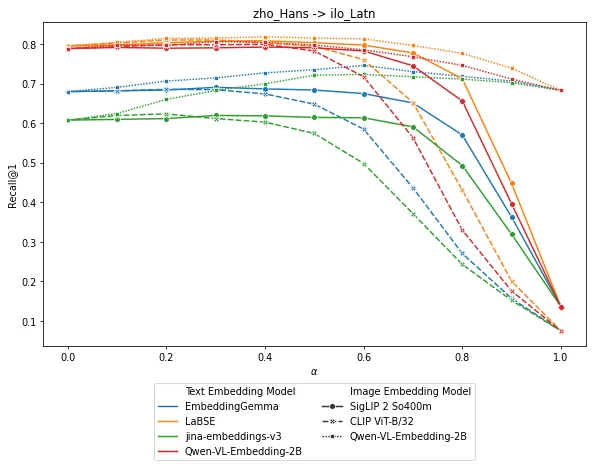 zho_Hans -> ilo_Latn
Recall@1
0.8
0.7
0.6
0.5
0.4
0.3
0.2
0.1
0.0 0.2 0.4 0.6 0.8 1.0
α
Text Embedding Model Image Embedding Model
EmbeddingGemma SigLIP 2 So400m
LaBSE CLIP ViT-B/32
jina-embeddings-v3 Qwen-VL-Embedding-2B
Qwen-VL-Embedding-2B